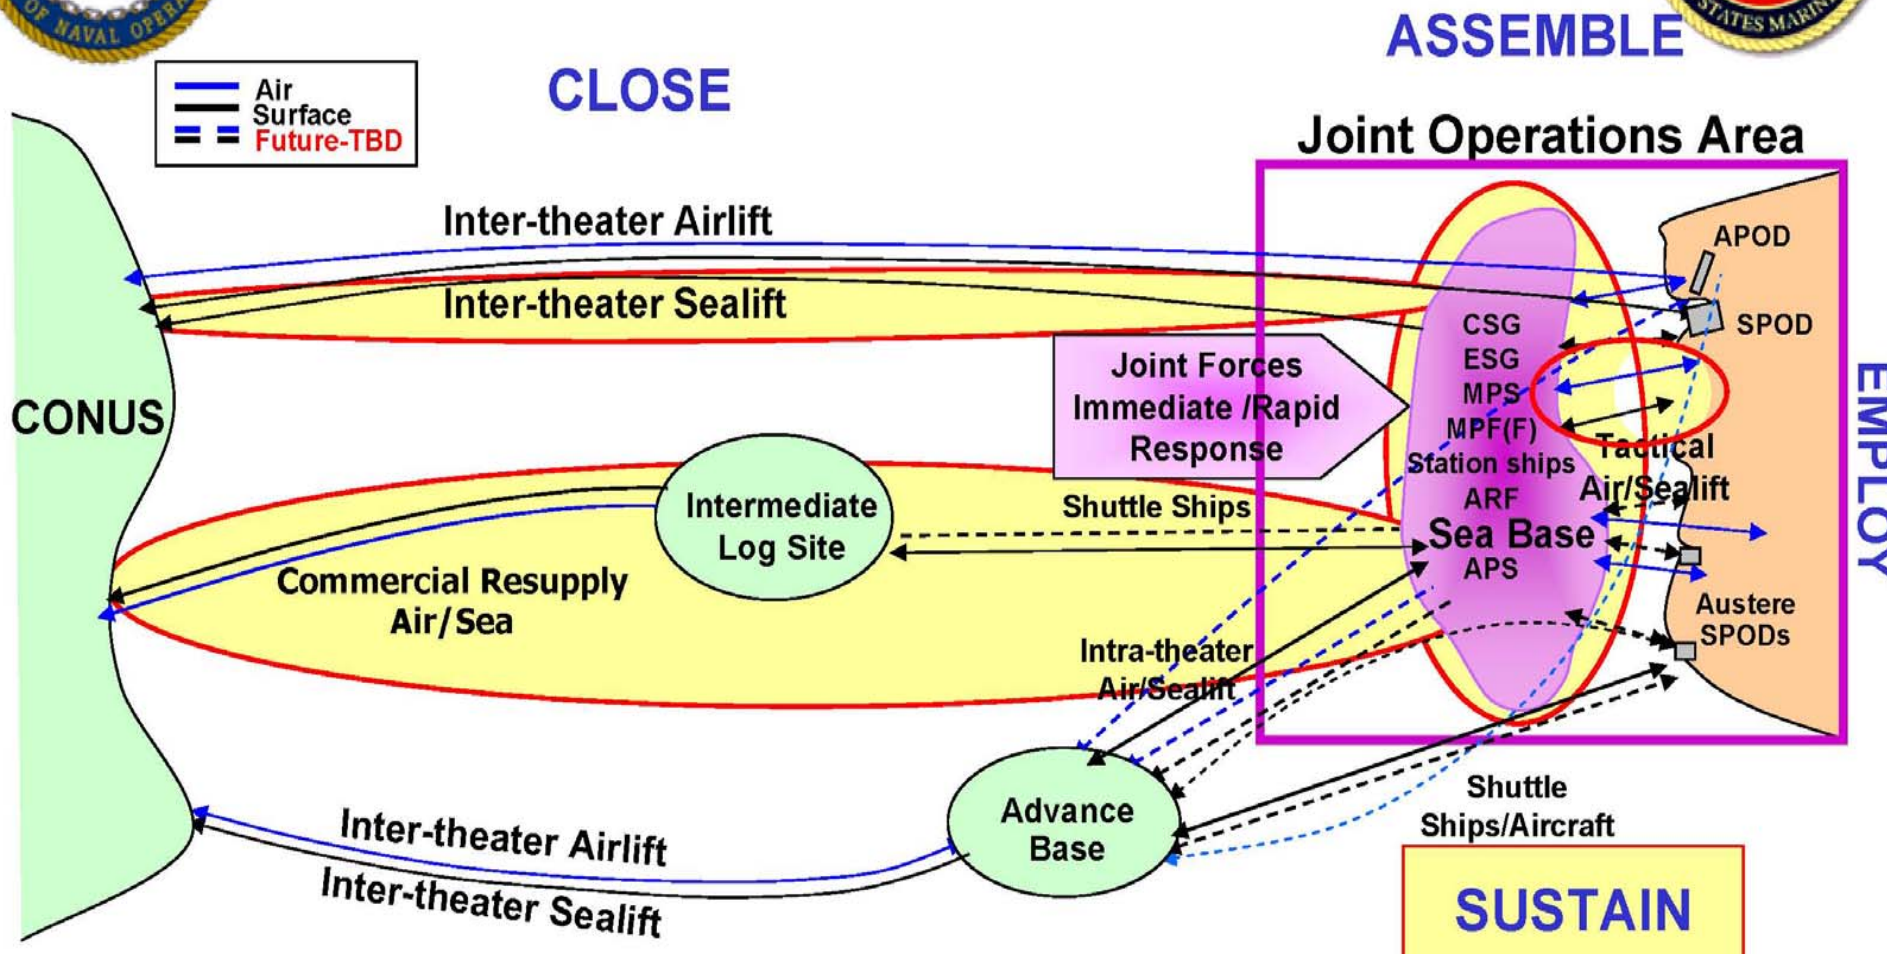 OF NAVAL OPERA
STATES MARIN
ASSEMBLE
CLOSE
Air
Surface
Future-TBD
Joint Operations Area
Inter-theater Airlift
Inter-theater Sealift
APOD
SPOD
CONUS
Joint Forces
Immediate /Rapid
Response
CSG
ESG
MPS
MPF(F)
Station ships
ARF
Sea Base
APS
Tactical
Air/Sealift
EMPLOY
Intermediate
Log Site
Shuttle Ships
Commercial Resupply
Air/Sea
Austere
SPODs
Intra-theater
Air/Sealift
Advance
Base
Shuttle
Ships/Aircraft
Inter-theater Airlift
Inter-theater Sealift
SUSTAIN